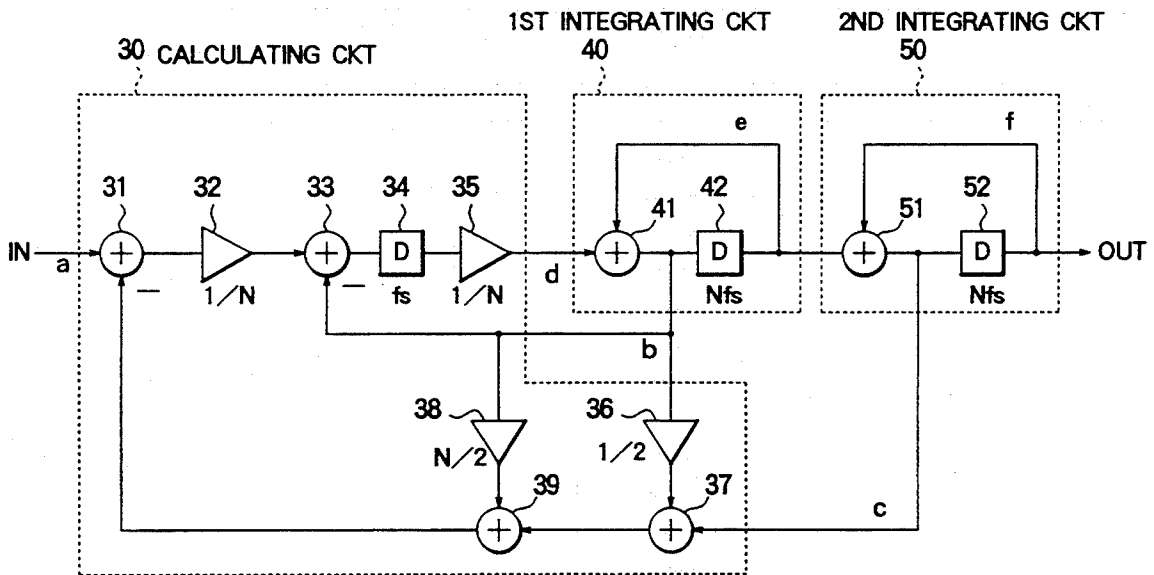 1ST INTEGRATING CKT
2ND INTEGRATING CKT
30 CALCULATING CKT
40
50
e
f
31
32
33
34
35
41
42
51
52
IN
a
+
+
D
d
+
D
+
D
OUT
−
1/N
−
fs
1/N
Nfs
Nfs
b
38
36
N/2
1/2
39
37
c
+
+